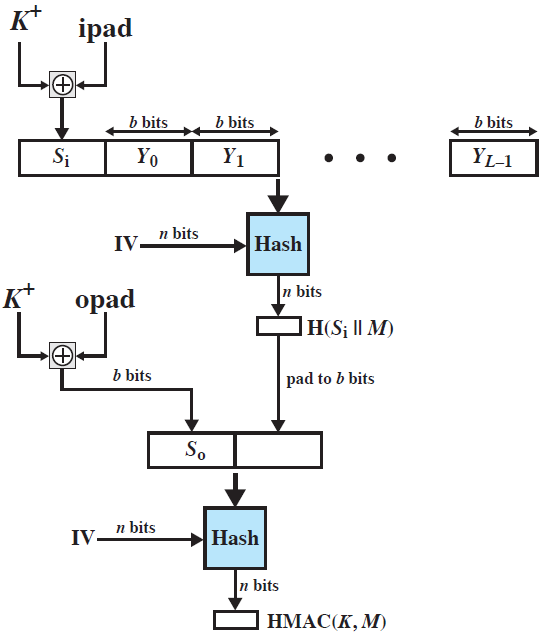 K+ ipad
b bits b bits b bits
Si Y0 Y1 • • • YL–1
IV n bits Hash
n bits
K+ opad
H(Si || M)
b bits pad to b bits
So
IV n bits Hash
n bits
HMAC(K, M)